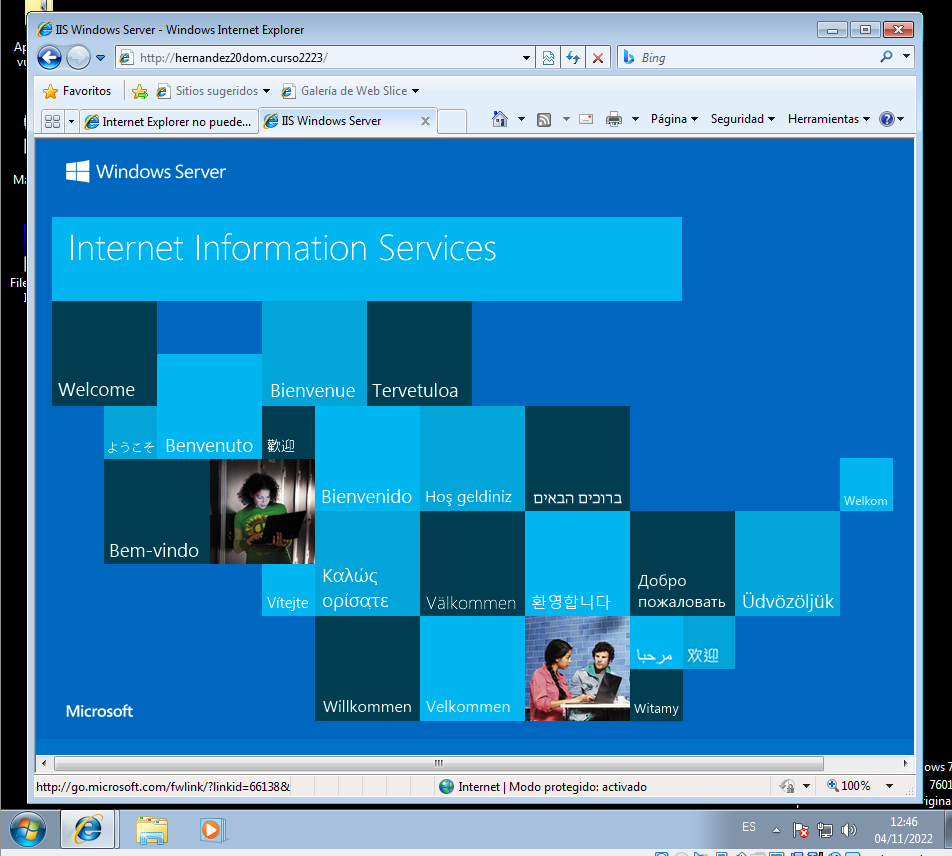 IIS Windows Server - Windows Internet Explorer
http://hernandez20dom.curso2223/
Bing
Favoritos
Sitios sugeridos
Galería de Web Slice
Internet Explorer no puede...
IIS Windows Server
Página
Seguridad
Herramientas
Windows Server
Internet Information Services
Welcome
Bienvenue
Tervetuloa
ようこそ
Benvenuto
歡迎
Bienvenido
Hoş geldiniz
ברוכים הבאים
Welkom
Bem-vindo
Vítejte
Καλώς
ορίσατε
Välkommen
환영합니다
Добро
пожаловать
Üdvözöljük
مرحبا
欢迎
Willkommen
Velkommen
Witamy
Microsoft
http://go.microsoft.com/fwlink/?linkid=66138&
Internet | Modo protegido: activado
100%
ows 7
7601
ES
12:46
04/11/2022